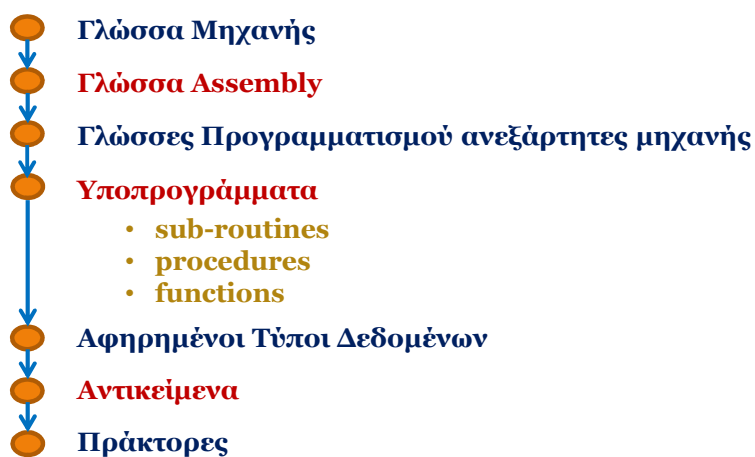 Γλώσσα Μηχανής
Γλώσσα Assembly
Γλώσσες Προγραμματισμού ανεξάρτητες μηχανής
Υποπρογράμματα
• sub-routines
• procedures
• functions
Αφηρημένοι Τύποι Δεδομένων
Αντικείμενα
Πράκτορες